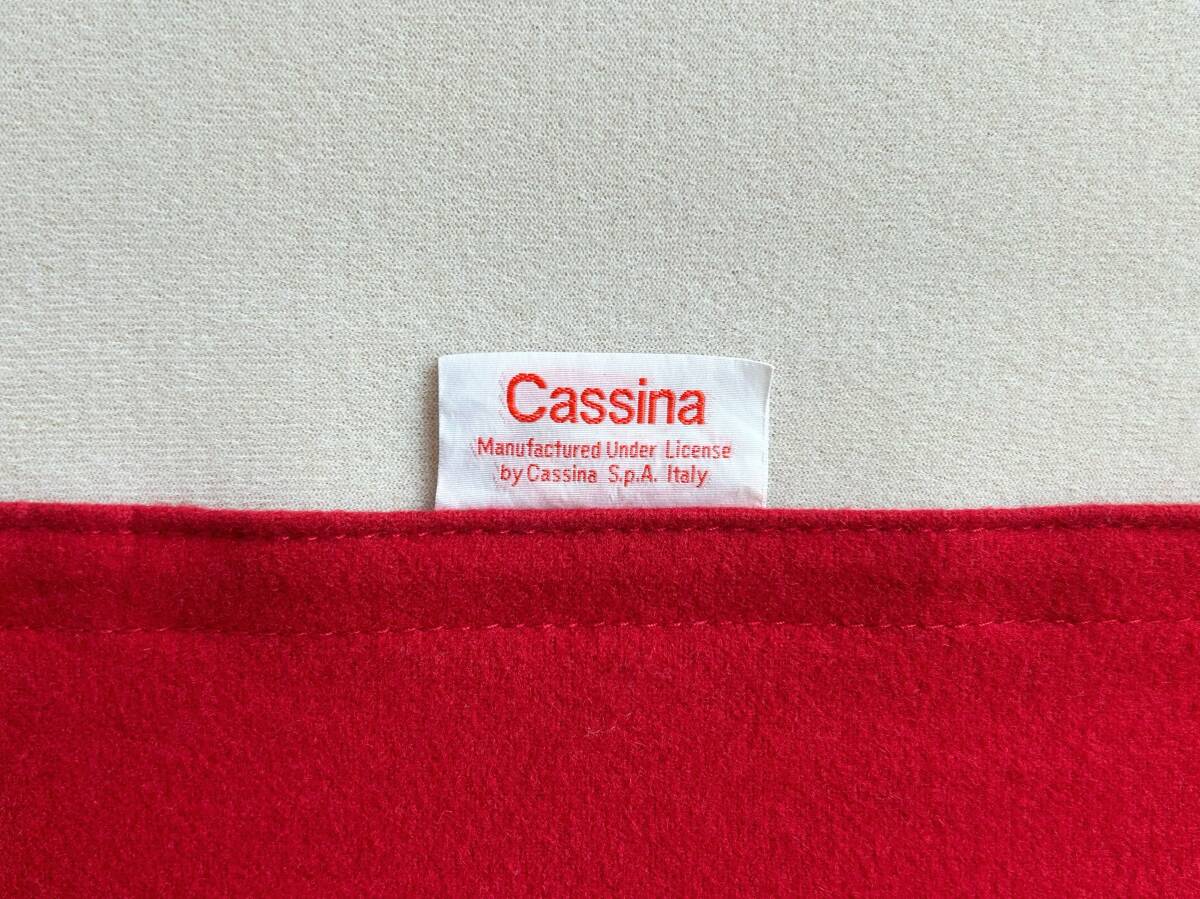 Cassina
Manufactured Under License
by Cassina S.p.A. Italy